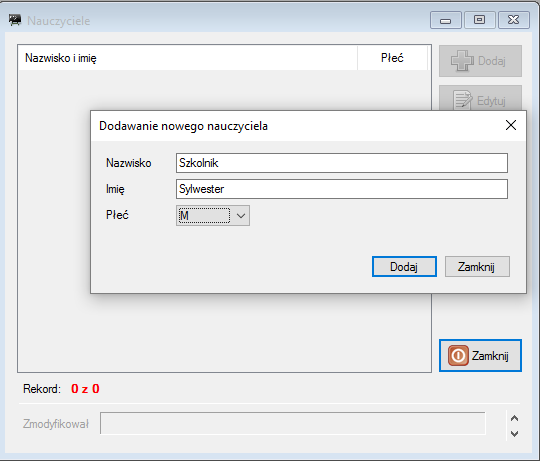 Nauczyciele
Nazwisko i imię Płeć
Dodaj
Edytuj
Dodawanie nowego nauczyciela
Nazwisko Szkolnik
Imię Sylwester
Płeć M
Dodaj Zamknij
Zamknij
Rekord: 0 z 0
Zmodyfikował